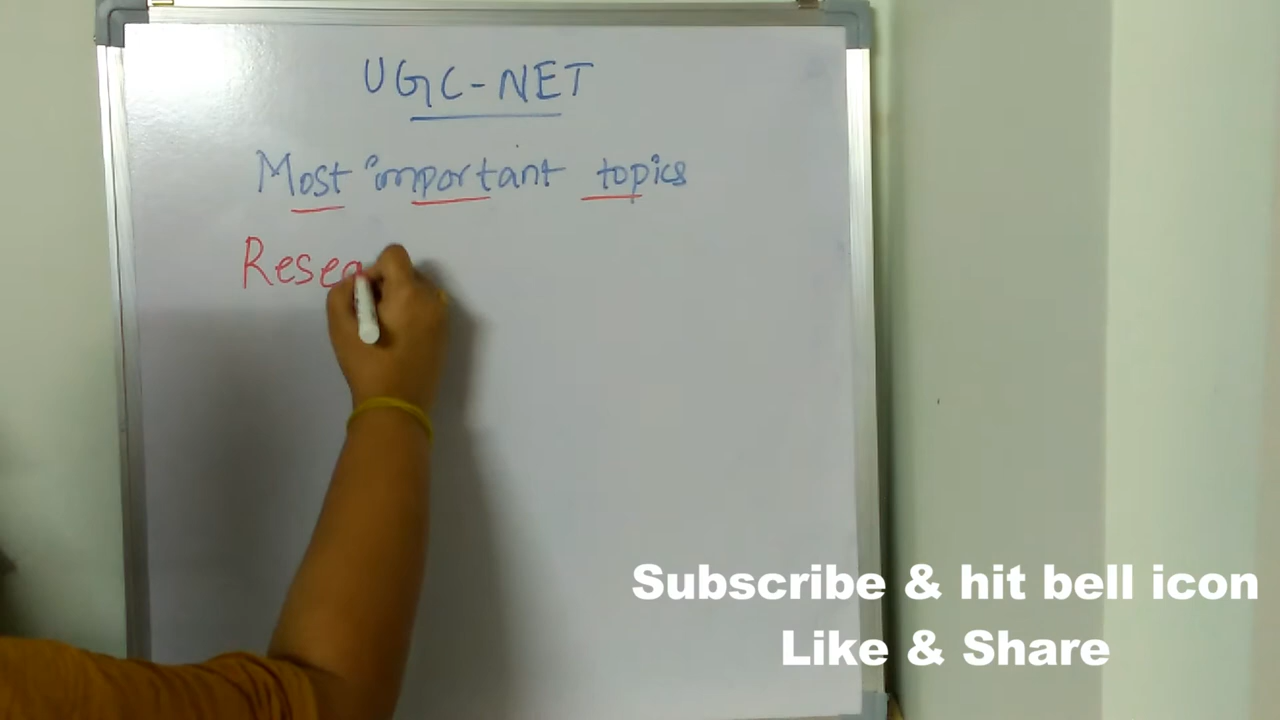 UGC-NET
Most important topics
Resea
Subscribe & hit bell icon
Like & Share